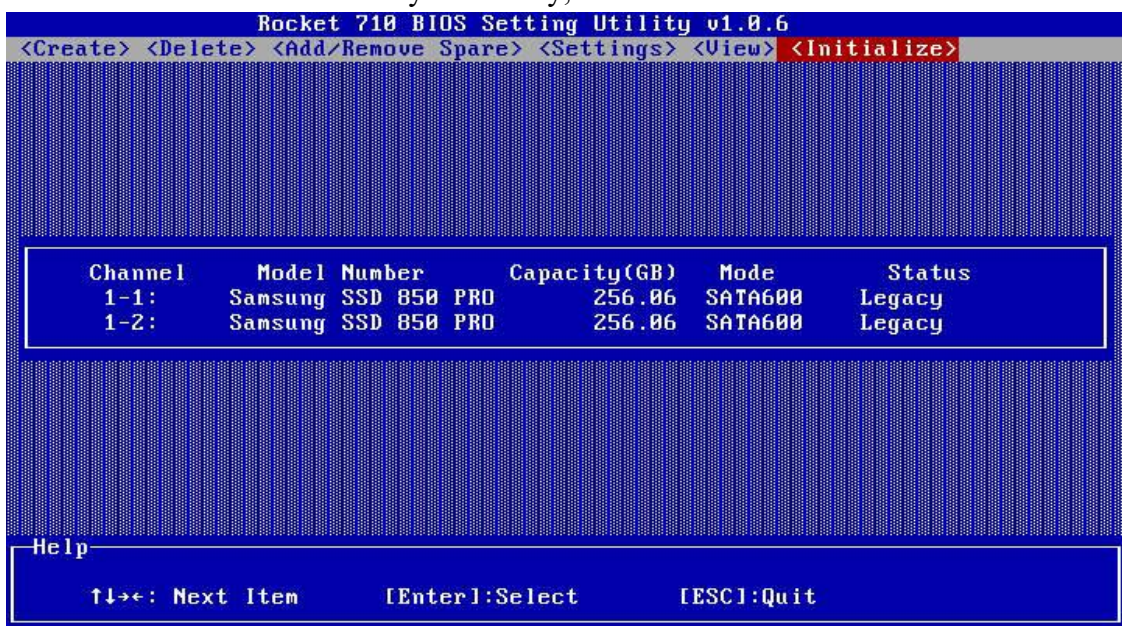 Rocket 710 BIOS Setting Utility v1.0.6
<Create> <Delete> <Add/Remove Spare> <Settings> <View> <Initialize>
Channel Model Number Capacity(GB) Mode Status
1-1: Samsung SSD 850 PRO 256.06 SATA600 Legacy
1-2: Samsung SSD 850 PRO 256.06 SATA600 Legacy
Help
↑↓→←: Next Item [Enter]:Select [ESC]:Quit